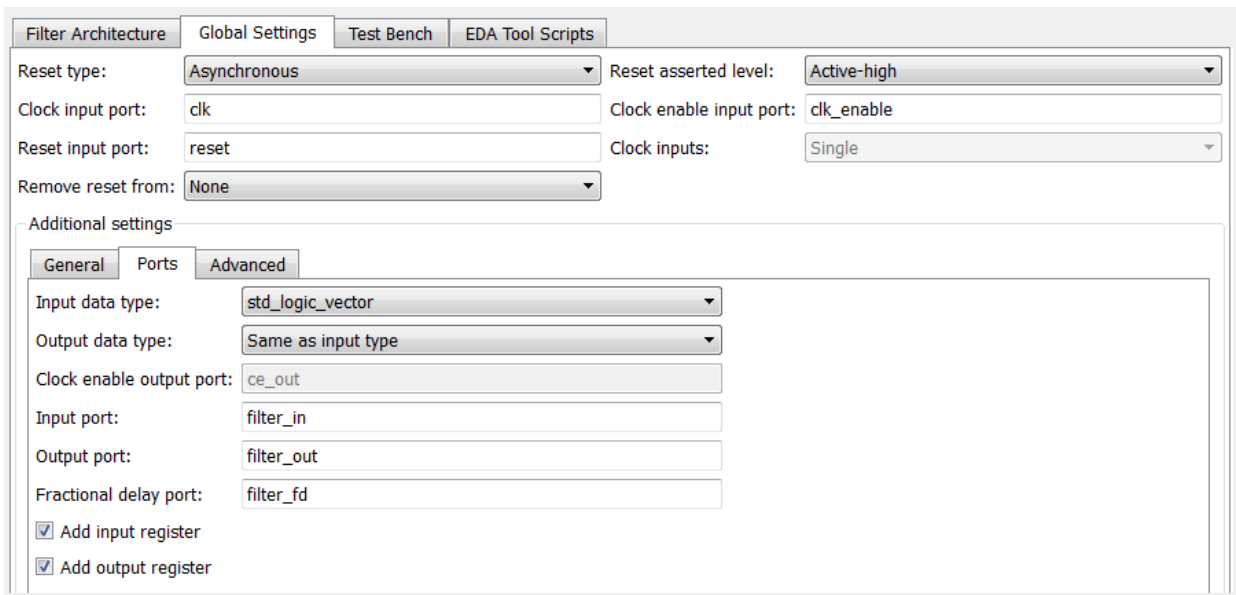 Filter Architecture Global Settings Test Bench EDA Tool Scripts
Reset type: Asynchronous Reset asserted level: Active-high
Clock input port: clk Clock enable input port: clk_enable
Reset input port: reset Clock inputs: Single
Remove reset from: None
Additional settings
General Ports Advanced
Input data type: std_logic_vector
Output data type: Same as input type
Clock enable output port: ce_out
Input port: filter_in
Output port: filter_out
Fractional delay port: filter_fd
Add input register
Add output register